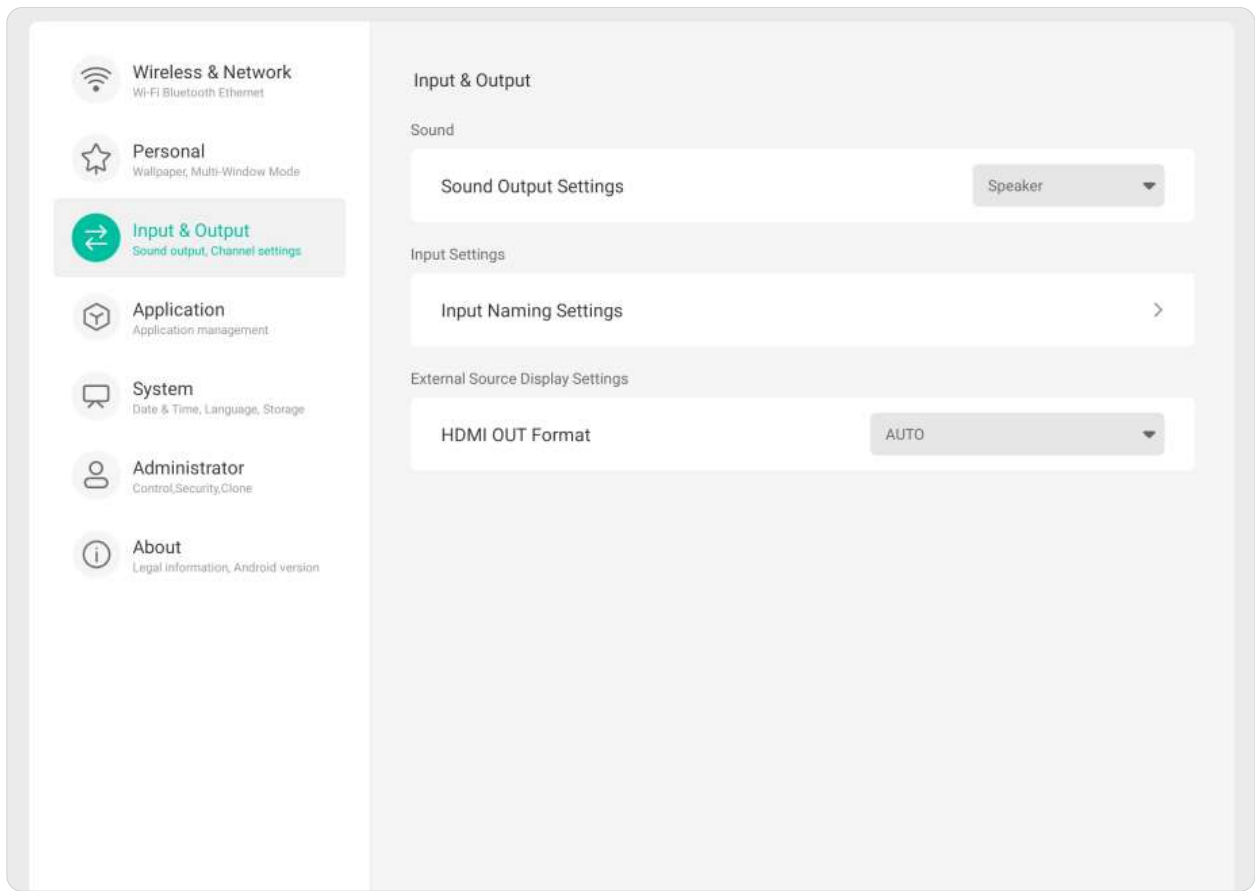 Wireless & Network
Wi-Fi Bluetooth Ethernet
Personal
Wallpaper, Multi-Window Mode
Input & Output
Sound output, Channel settings
Application
Application management
System
Date & Time, Language, Storage
Administrator
Control,Security,Clone
About
Legal information, Android version
Input & Output
Sound
Sound Output Settings
Speaker
Input Settings
Input Naming Settings
External Source Display Settings
HDMI OUT Format
AUTO